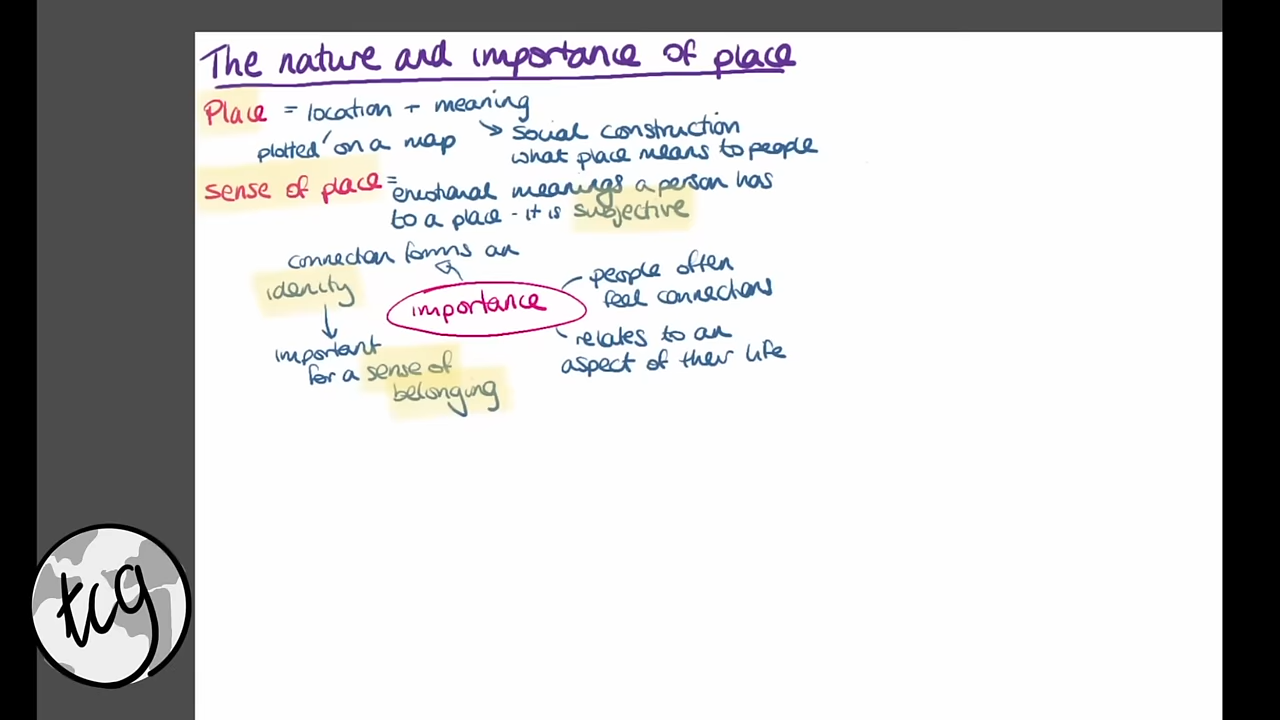 The nature and importance of place
Place = location + meaning
plotted on a map
↘ social construction
what place means to people
sense of place = emotional meanings a person has
to a place - it is subjective
connection forms an
idenity
↓
important
for a sense of
belonging
importance
people often
feel connections
relates to an
aspect of their life
tcg